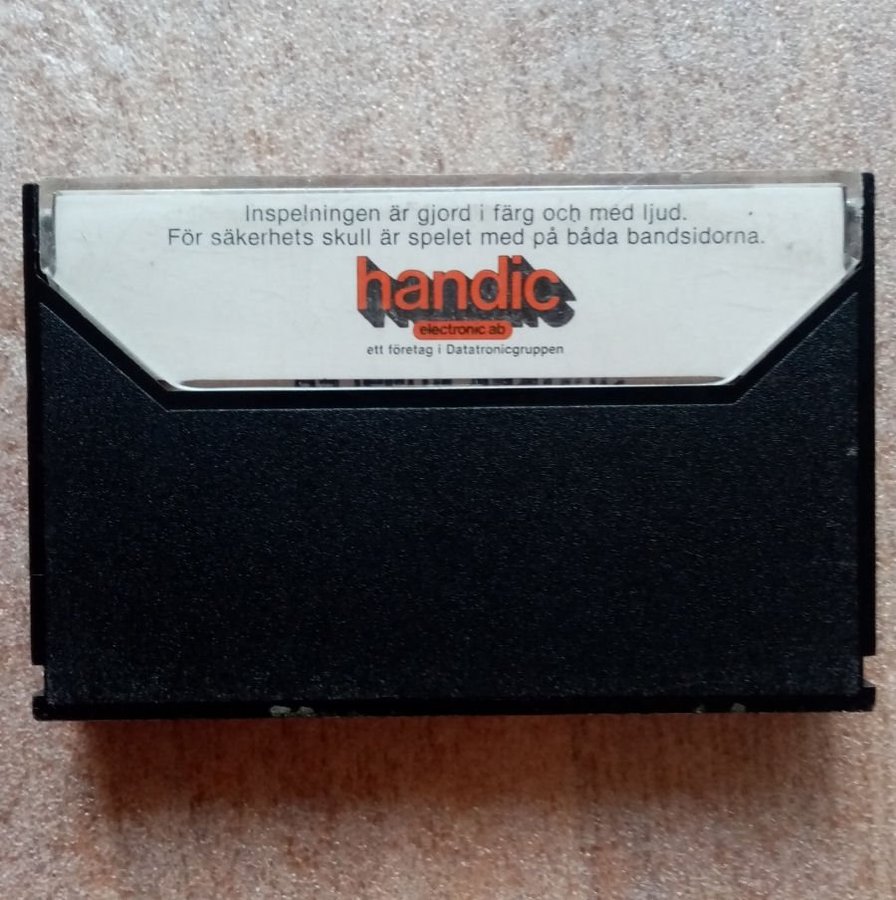 Inspelningen är gjord i färg och med ljud.
För säkerhets skull är spelet med på båda bandsidorna.
handic
electronic ab
ett företag i Datatronicgruppen